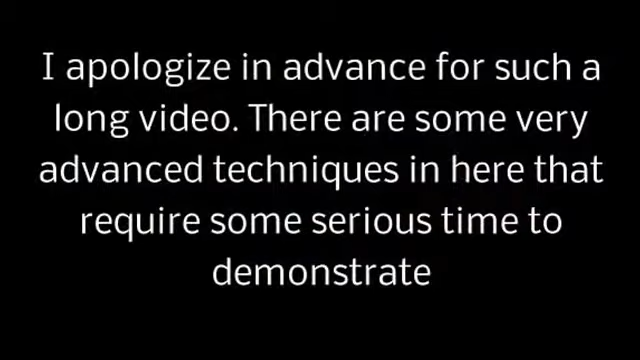 I apologize in advance for such a
long video. There are some very
advanced techniques in here that
require some serious time to
demonstrate